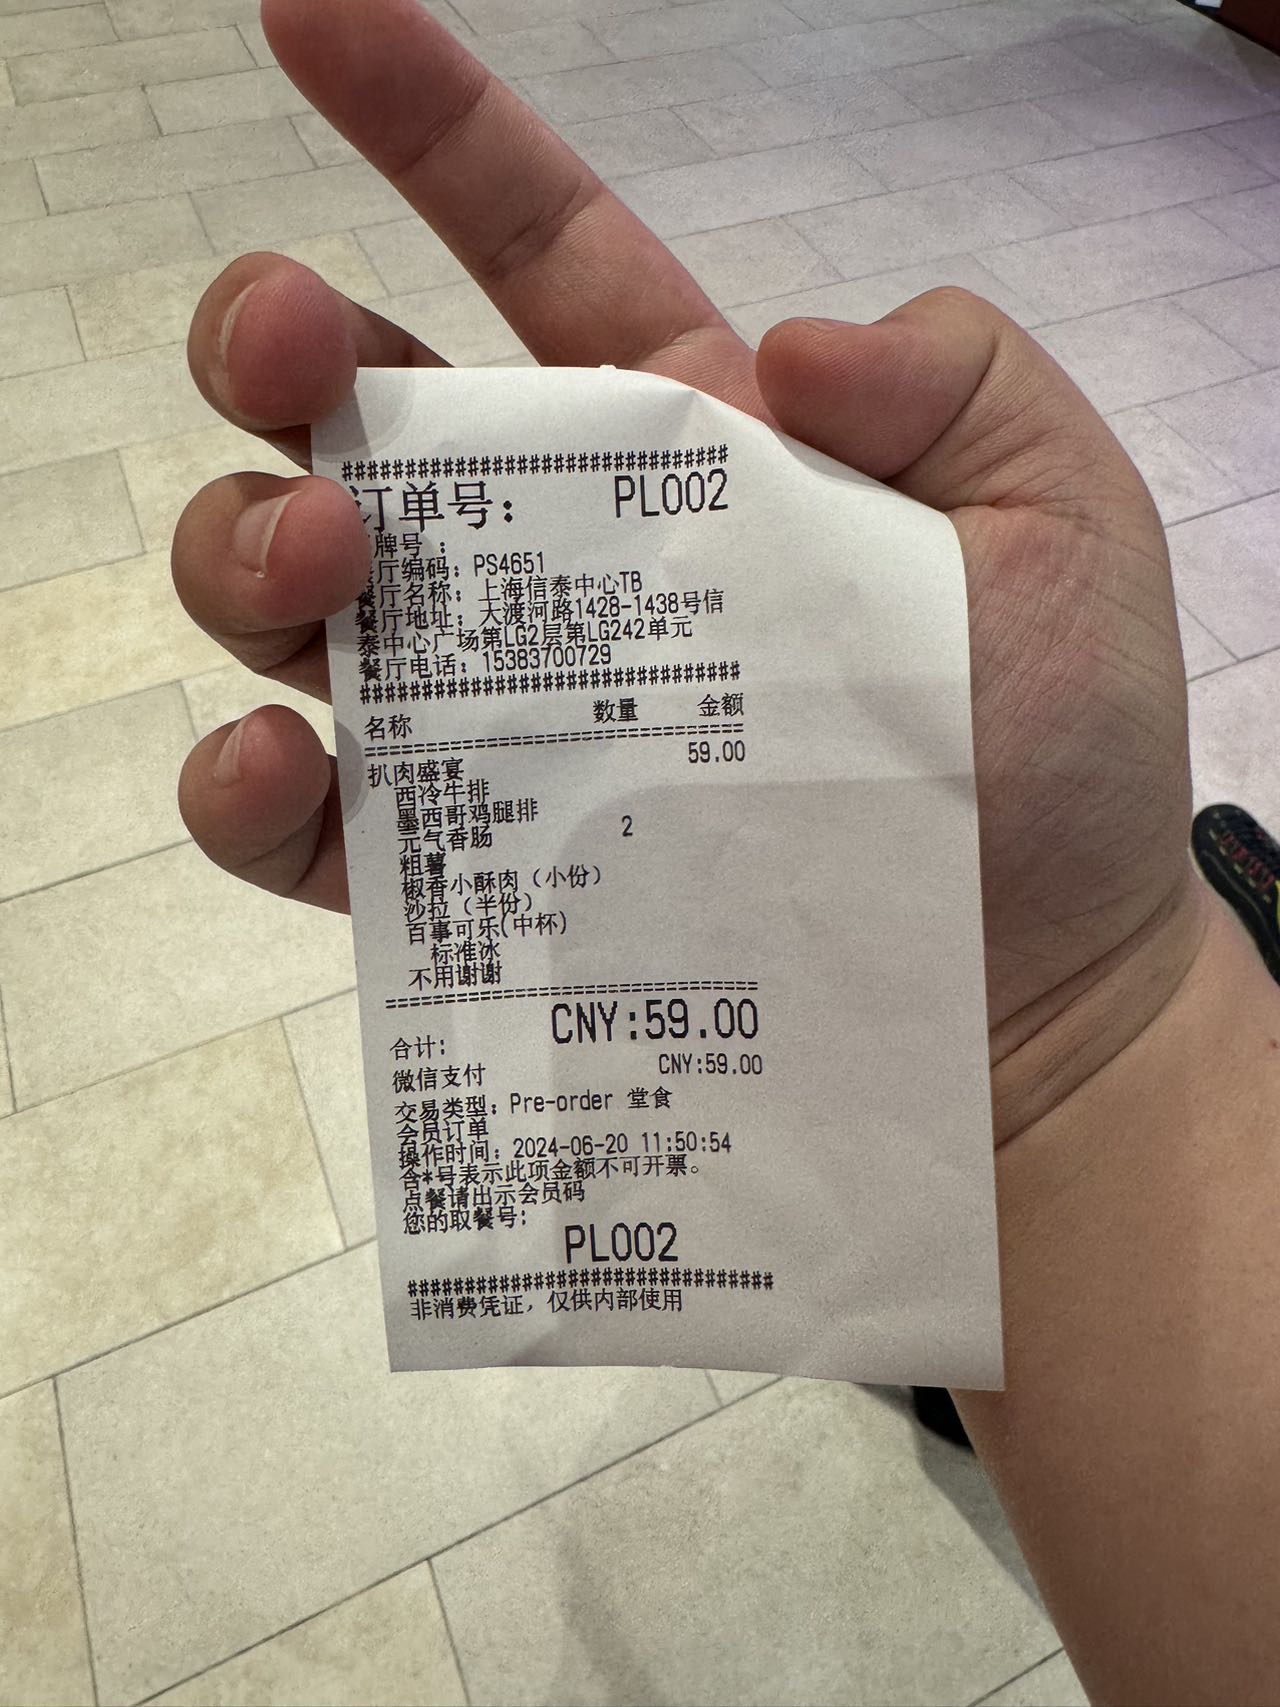 ##############################
订单号： PL002
牌号：
厅编码：PS4651
餐厅名称：上海信泰中心TB
餐厅地址：大渡河路1428-1438号信
泰中心广场第LG2层第LG242单元
餐厅电话：15383700729
##############################
名称 数量 金额
==============================
扒肉盛宴 59.00
西冷牛排
墨西哥鸡腿排
元气香肠 2
粗薯
椒香小酥肉（小份）
沙拉（半份）
百事可乐(中杯)
标准冰
不用谢谢
==============================
合计: CNY:59.00
微信支付 CNY:59.00
交易类型：Pre-order 堂食
会员订单
操作时间：2024-06-20 11:50:54
含*号表示此项金额不可开票。
点餐请出示会员码
您的取餐号:
PL002
##############################
非消费凭证，仅供内部使用